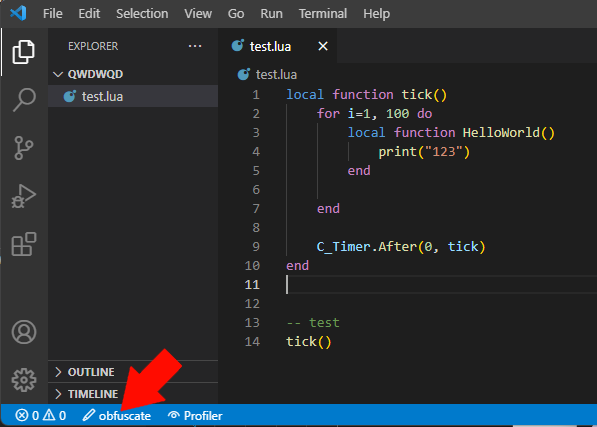 File Edit Selection View Go Run Terminal Help
EXPLORER ···
QWDWQD
test.lua
test.lua
test.lua
1 local function tick()
2 for i=1, 100 do
3 local function HelloWorld()
4 print("123")
5 end
6
7 end
8
9 C_Timer.After(0, tick)
10 end
11
12
13 -- test
14 tick()
OUTLINE
TIMELINE
0 0 obfuscate Profiler